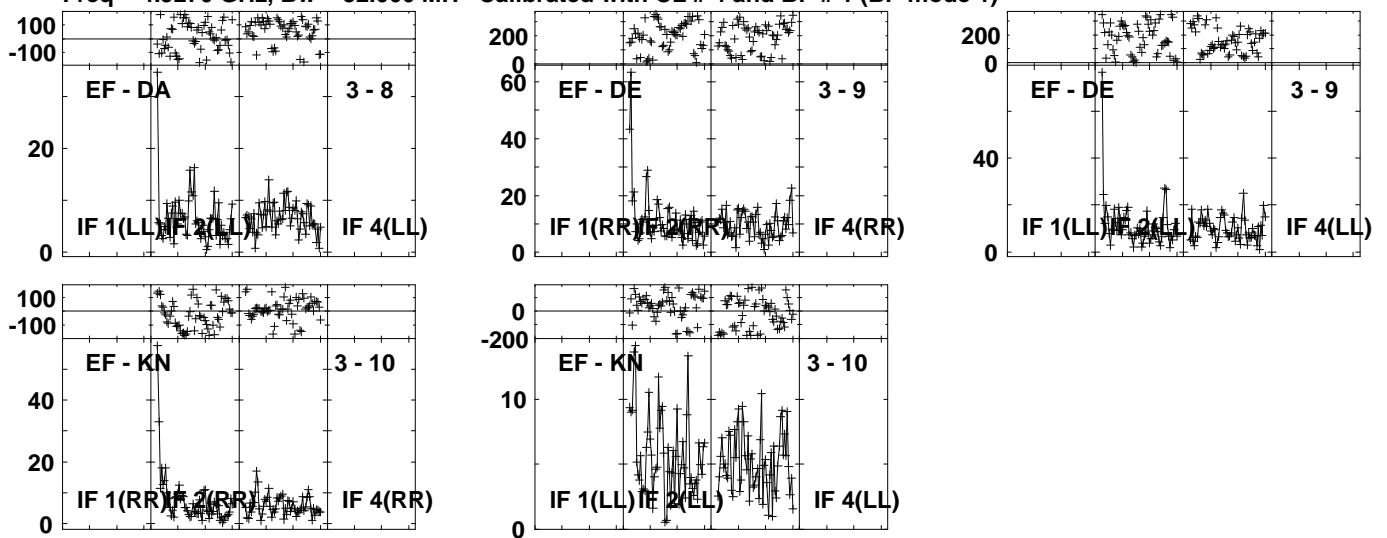 Calibrated with CL # 4 and BP # 1 (BP mode 1)
100
-100
EF - DA 3 - 8
20
0
IF 1(LL) IF 2(LL) IF 4(LL)
200
0
EF - DE 3 - 9
60
40
20
0
IF 1(RR) IF 2(RR) IF 4(RR)
200
0
EF - DE 3 - 9
40
0
IF 1(LL) IF 2(LL) IF 4(LL)
100
-100
EF - KN 3 - 10
40
20
0
IF 1(RR) IF 2(RR) IF 4(RR)
0
-200
EF - KN 3 - 10
10
0
IF 1(LL) IF 2(LL) IF 4(LL)